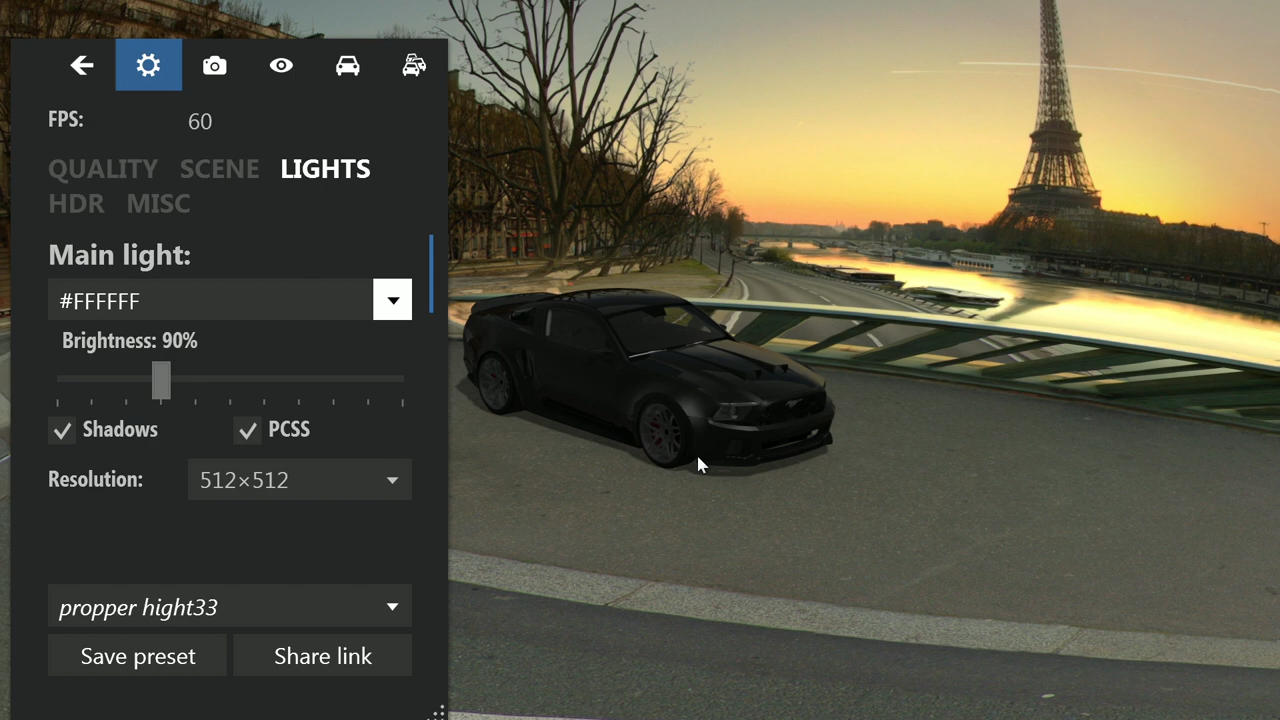 FPS: 60
QUALITY SCENE LIGHTS
HDR MISC
Main light:
#FFFFFF
Brightness: 90%
Shadows PCSS
Resolution: 512×512
propper hight33
Save preset Share link